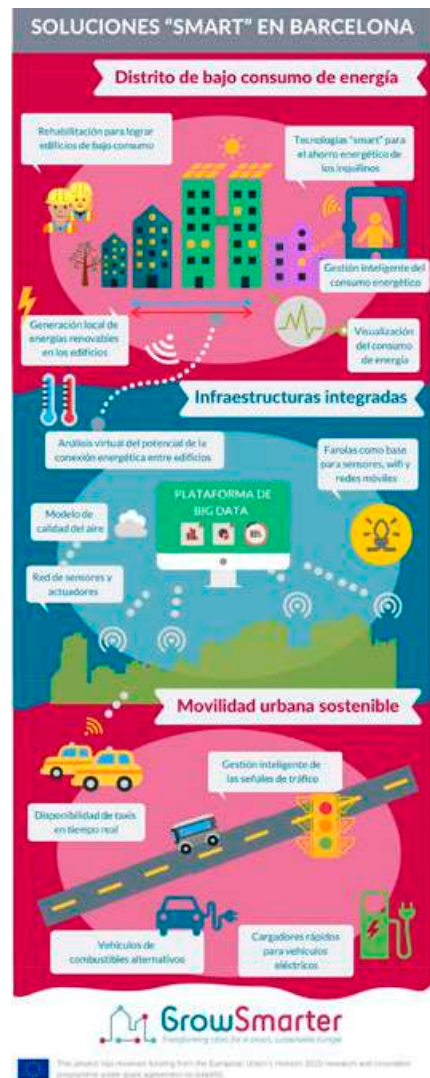 SOLUCIONES “SMART” EN BARCELONA
Distrito de bajo consumo de energía
Rehabilitación para lograr
edificios de bajo consumo
Tecnologías “smart” para
el ahorro energético de
los inquilinos
Gestión inteligente del
consumo energético
Generación local de
energías renovables
en los edificios
Visualización
del consumo
de energía
Infraestructuras integradas
Análisis virtual del potencial de la
conexión energética entre edificios
Farolas como base
para sensores, wifi y
redes móviles
PLATAFORMA DE
BIG DATA
Modelo de
calidad del aire
Red de sensores y
actuadores
Movilidad urbana sostenible
Gestión inteligente de
las señales de tráfico
Disponibilidad de taxis
en tiempo real
Vehículos de
combustibles alternativos
Cargadores rápidos
para vehículos
eléctricos
GrowSmarter
Transforming cities for a smart, sustainable Europe
This project has received funding from the European Union's Horizon 2020 research and innovation
programme under grant agreement no